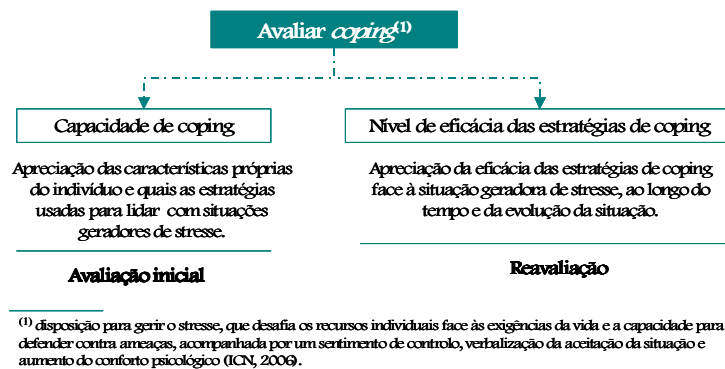 Avaliar coping(1)
Capacidade de coping
Apreciação das características próprias
do indivíduo e quais as estratégias
usadas para lidar com situações
geradores de stresse.
Avaliação inicial
Nível de eficácia das estratégias de coping
Apreciação da eficácia das estratégias de coping
face à situação geradora de stresse, ao longo do
tempo e da evolução da situação.
Reavaliação
(1) disposição para gerir o stresse, que desafia os recursos individuais face às exigências da vida e a capacidade para
defender contra ameaças, acompanhada por um sentimento de controlo, verbalização da aceitação da situação e
aumento do conforto psicológico (ICN, 2006).